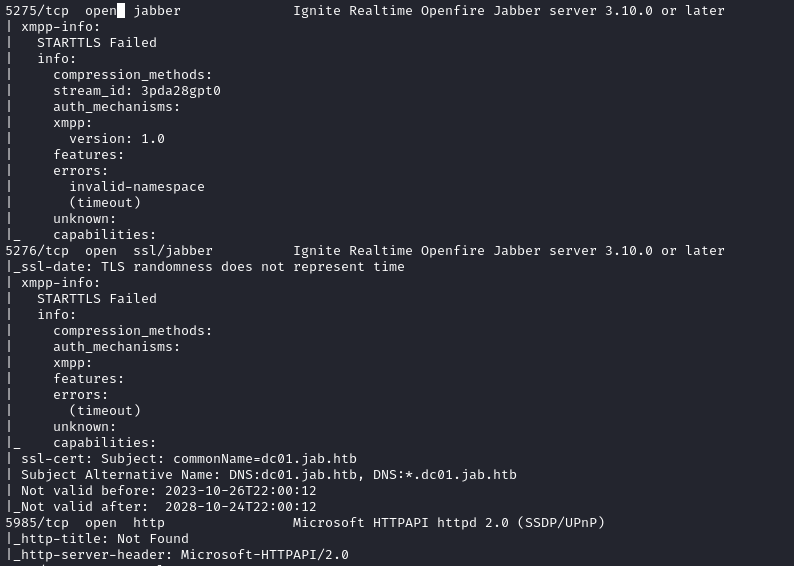 5275/tcp  open  jabber              Ignite Realtime Openfire Jabber server 3.10.0 or later
| xmpp-info:
|   STARTTLS Failed
|   info:
|     compression_methods:
|     stream_id: 3pda28gpt0
|     auth_mechanisms:
|     xmpp:
|       version: 1.0
|     features:
|     errors:
|       invalid-namespace
|       (timeout)
|     unknown:
|_    capabilities:
5276/tcp  open  ssl/jabber          Ignite Realtime Openfire Jabber server 3.10.0 or later
|_ssl-date: TLS randomness does not represent time
| xmpp-info:
|   STARTTLS Failed
|   info:
|     compression_methods:
|     auth_mechanisms:
|     xmpp:
|     features:
|     errors:
|       (timeout)
|     unknown:
|_    capabilities:
| ssl-cert: Subject: commonName=dc01.jab.htb
| Subject Alternative Name: DNS:dc01.jab.htb, DNS:*.dc01.jab.htb
| Not valid before: 2023-10-26T22:00:12
|_Not valid after:  2028-10-24T22:00:12
5985/tcp  open  http                Microsoft HTTPAPI httpd 2.0 (SSDP/UPnP)
|_http-title: Not Found
|_http-server-header: Microsoft-HTTPAPI/2.0